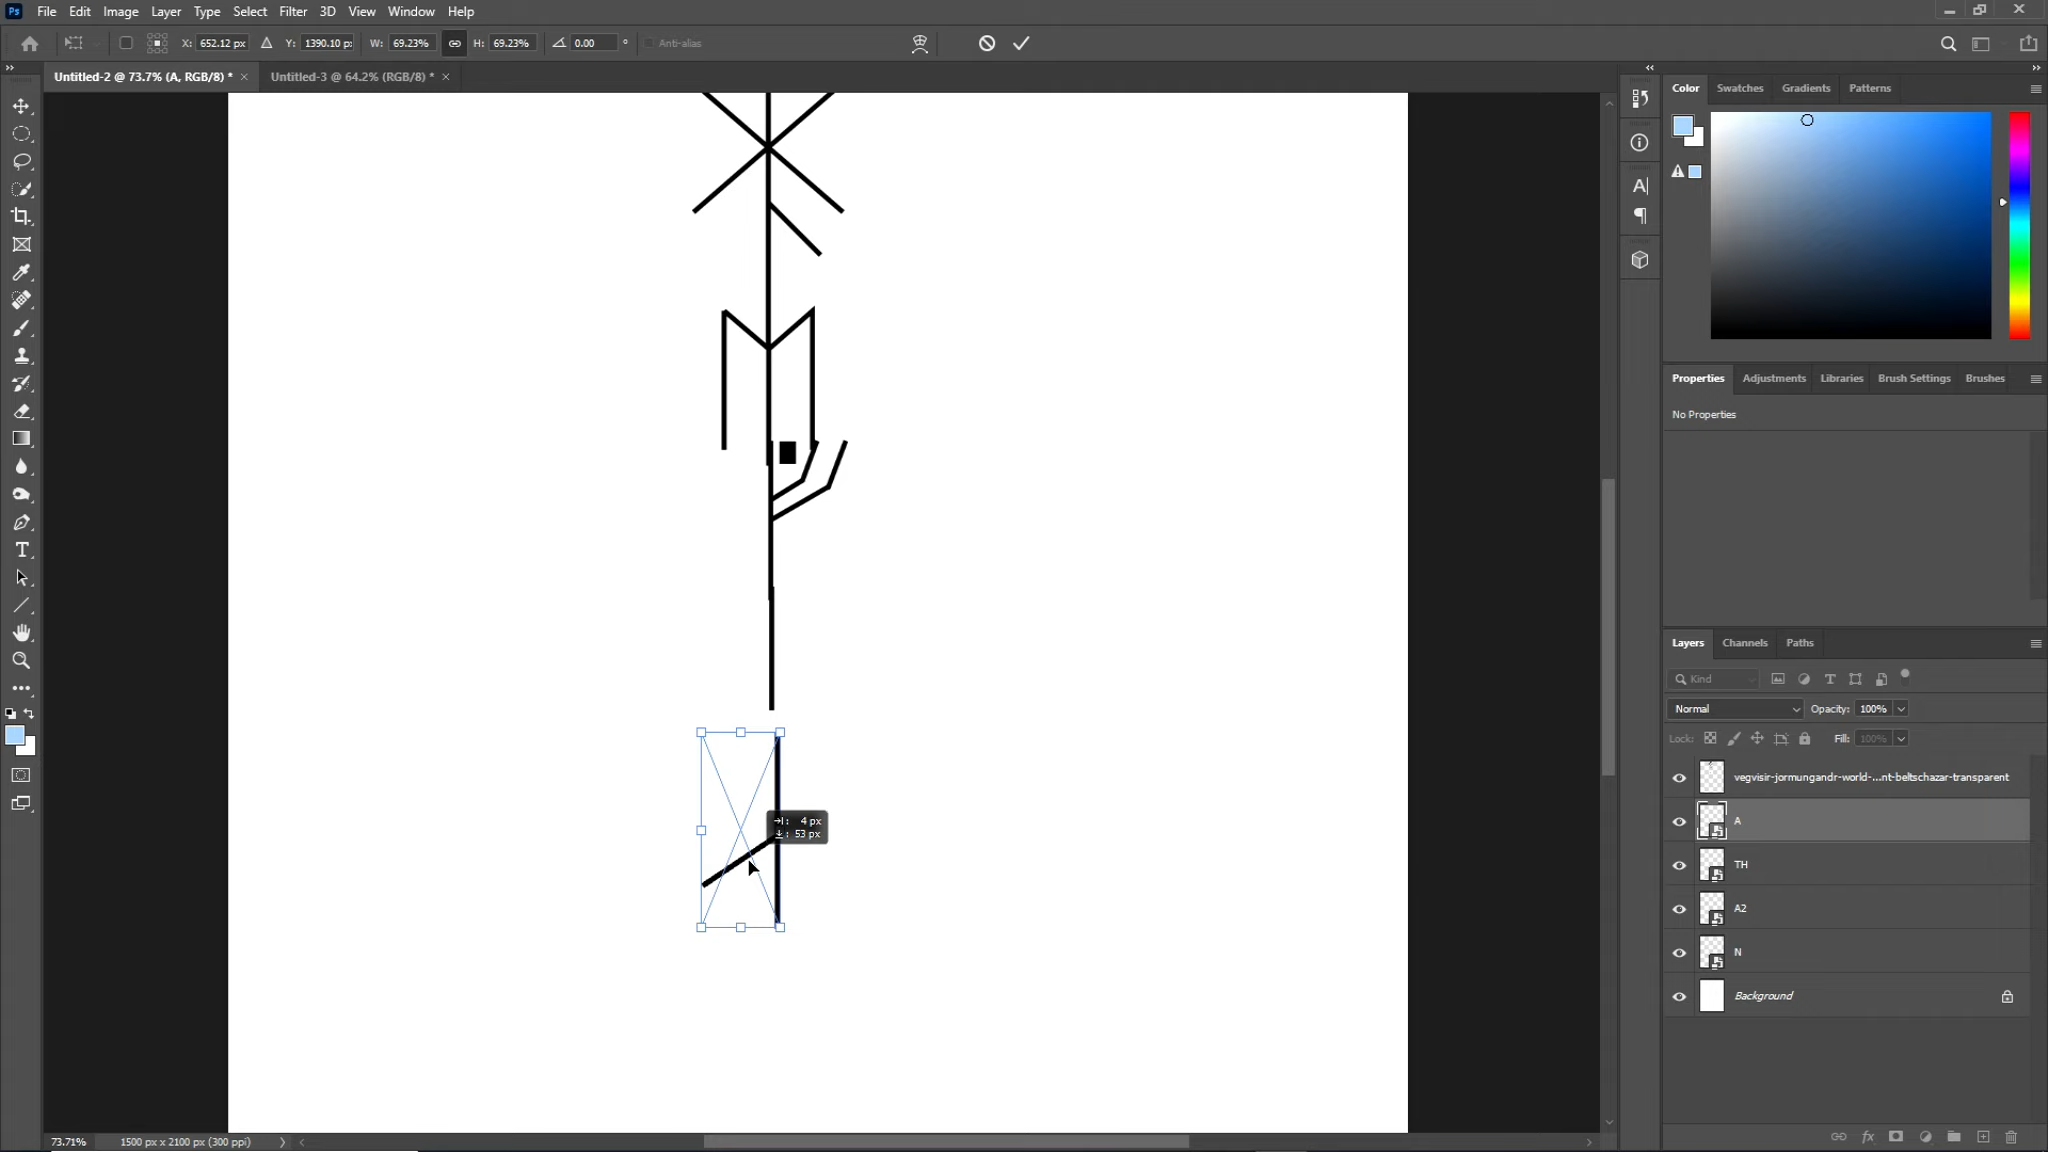 Ps File Edit Image Layer Type Select Filter 3D View Window Help
X: 652.12 px Y: 1390.10 px W: 69.23% H: 69.23% 0.00 ° Anti-alias
Untitled-2 @ 73.7% (A, RGB/8) * × Untitled-3 @ 64.2% (RGB/8) * ×
Color Swatches Gradients Patterns
Properties Adjustments Libraries Brush Settings Brushes
No Properties
Layers Channels Paths
Kind
Normal Opacity: 100%
Lock: Fill: 100%
vegvisir-jormungandr-world-...nt-beltschazar-transparent
A
TH
A2
N
Background
4 px
53 px
73.71% 1500 px x 2100 px (300 ppi)